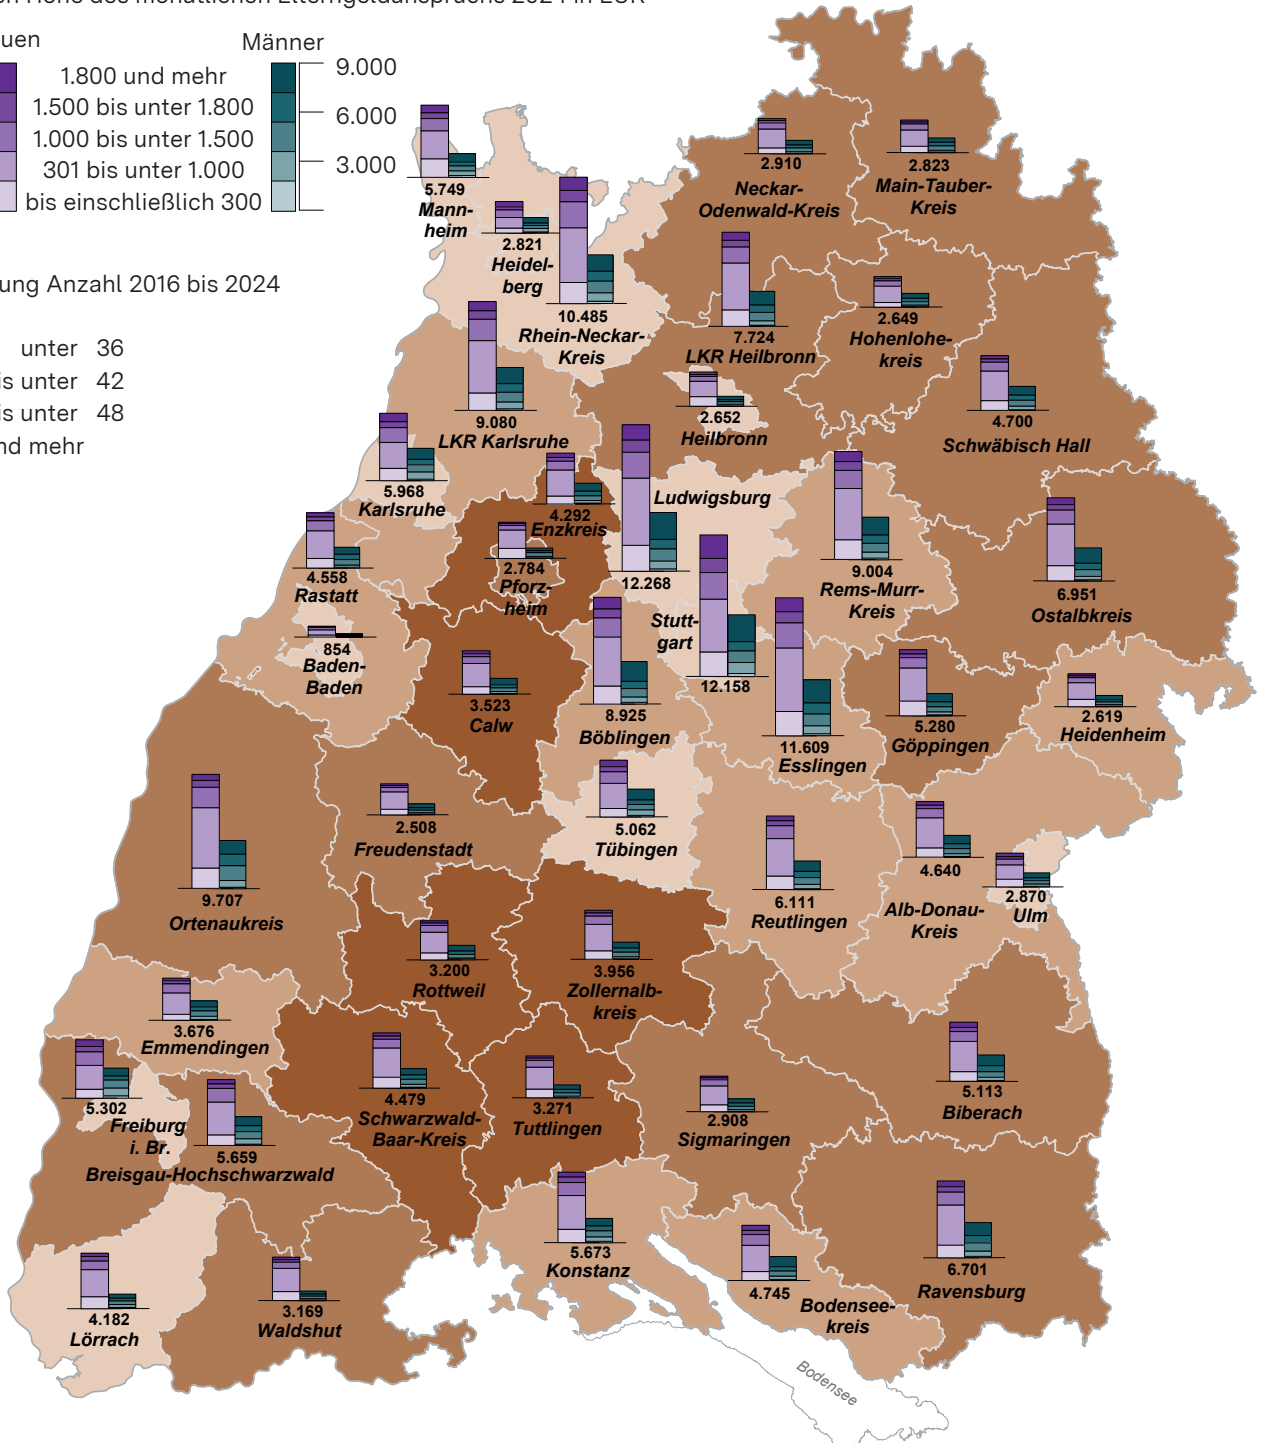 uen
Männer
1.800 und mehr
1.500 bis unter 1.800
1.000 bis unter 1.500
301 bis unter 1.000
bis einschließlich 300
9.000
6.000
3.000
ung Anzahl 2016 bis 2024
unter 36
is unter 42
is unter 48
nd mehr
5.749
Mann-
heim
2.821
Heidel-
berg
10.485
Rhein-Neckar-
Kreis
2.910
Neckar-
Odenwald-Kreis
2.823
Main-Tauber-
Kreis
7.724
LKR Heilbronn
2.649
Hohenlohe-
kreis
9.080
LKR Karlsruhe
2.652
Heilbronn
4.700
Schwäbisch Hall
5.968
Karlsruhe
4.292
Enzkreis
Ludwigsburg
12.268
2.784
Pforz-
heim
4.558
Rastatt
9.004
Rems-Murr-
Kreis
6.951
Ostalbkreis
854
Baden-
Baden
Stutt-
gart
12.158
3.523
Calw
8.925
Böblingen
11.609
Esslingen
5.280
Göppingen
2.619
Heidenheim
9.707
Ortenaukreis
2.508
Freudenstadt
5.062
Tübingen
6.111
Reutlingen
4.640
Alb-Donau-
Kreis
2.870
Ulm
3.200
Rottweil
3.956
Zollernalb-
kreis
3.676
Emmendingen
5.302
Freiburg
i. Br.
5.659
Breisgau-Hochschwarzwald
4.479
Schwarzwald-
Baar-Kreis
3.271
Tuttlingen
2.908
Sigmaringen
5.113
Biberach
4.182
Lörrach
3.169
Waldshut
5.673
Konstanz
4.745
Bodensee-
kreis
6.701
Ravensburg
Bodensee